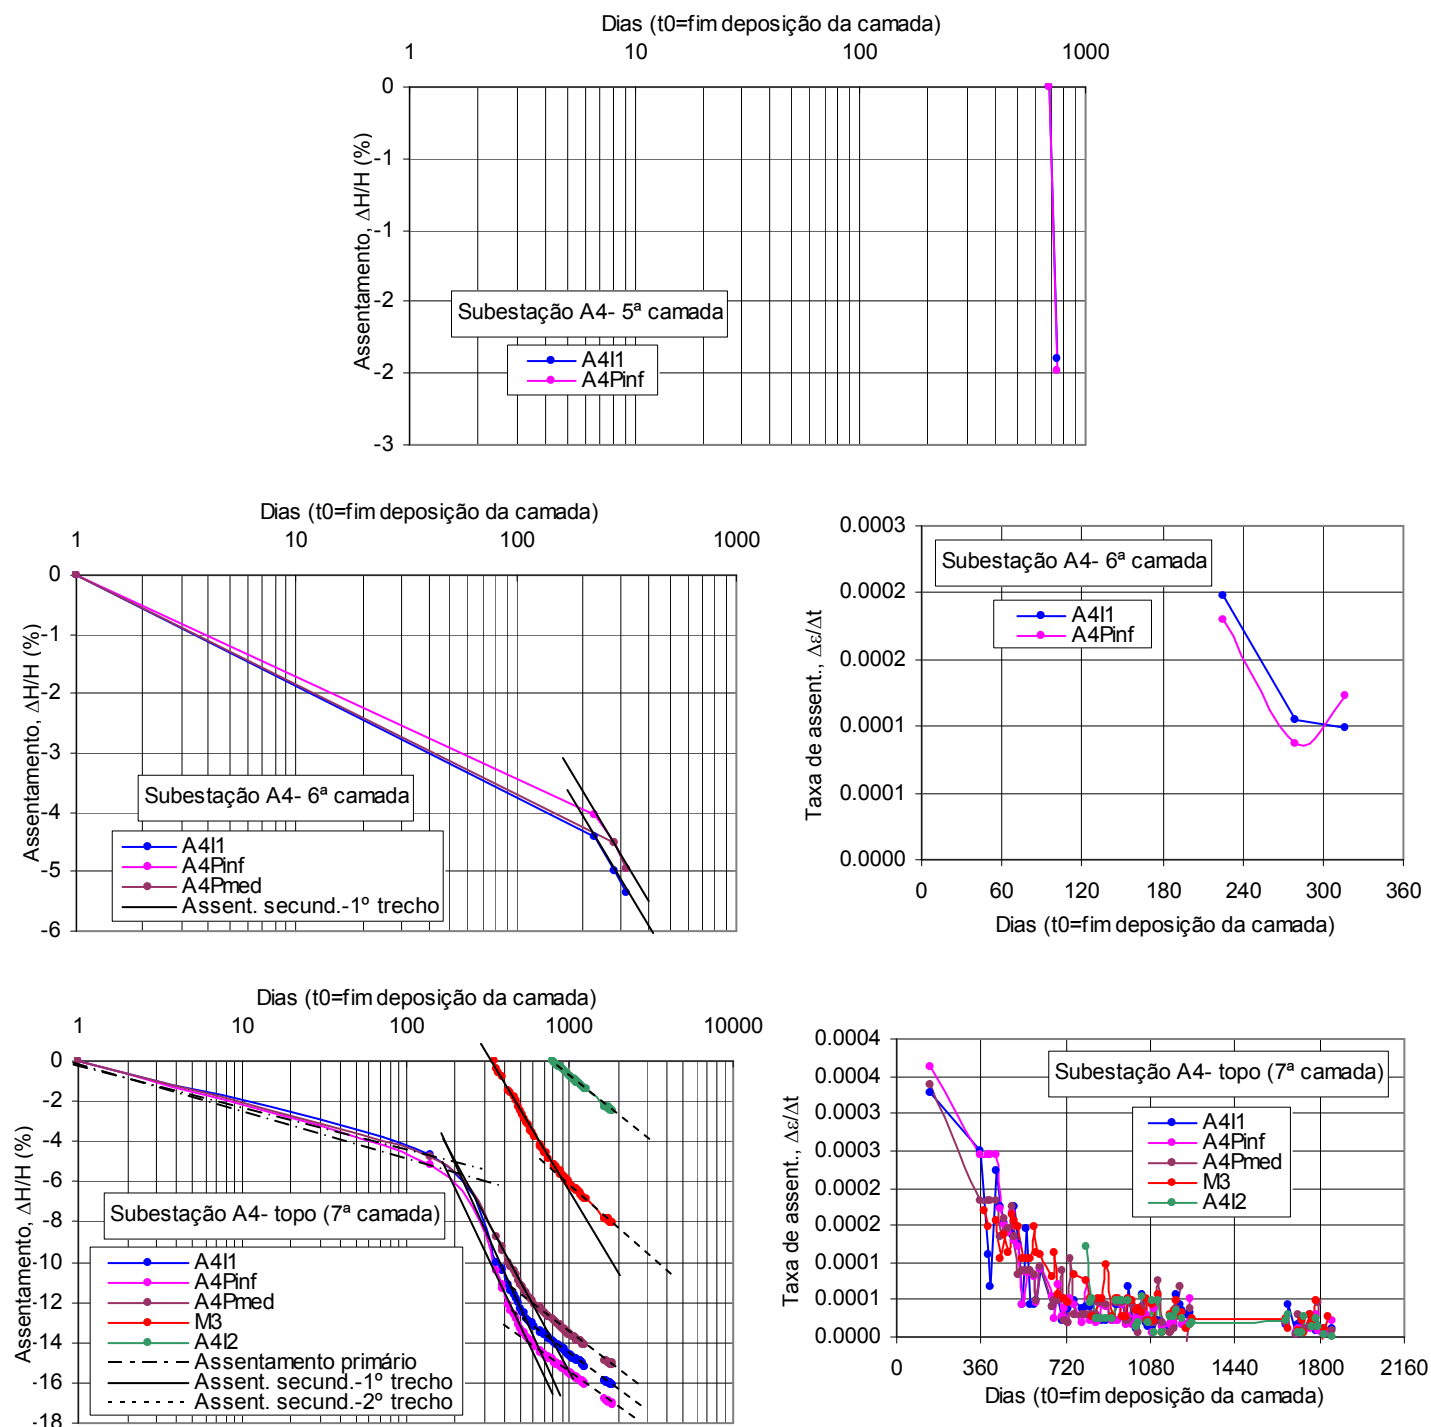 Dias (t0=fim deposição da camada)
1 10 100 1000
0
-1
-1
-2
-2
-3
Assentamento, ΔH/H (%)
Subestação A4- 5ª camada
A4I1
A4Pinf
Dias (t0=fim deposição da camada)
1 10 100 1000
0
-1
-2
-3
-4
-5
-6
Assentamento, ΔH/H (%)
Subestação A4- 6ª camada
A4I1
A4Pinf
A4Pmed
Assent. secund.-1º trecho
0.0003
0.0002
0.0002
0.0001
0.0001
0.0000
Taxa de assent., Δε/Δt
Subestação A4- 6ª camada
A4I1
A4Pinf
0 60 120 180 240 300 360
Dias (t0=fim deposição da camada)
Dias (t0=fim deposição da camada)
1 10 100 1000 10000
0
-2
-4
-6
-8
-10
-12
-14
-16
-18
Assentamento, ΔH/H (%)
Subestação A4- topo (7ª camada)
A4I1
A4Pinf
A4Pmed
M3
A4I2
Assentamento primário
Assent. secund.-1º trecho
Assent. secund.-2º trecho
0.0004
0.0004
0.0003
0.0003
0.0002
0.0002
0.0001
0.0001
0.0000
Taxa de assent., Δε/Δt
Subestação A4- topo (7ª camada)
A4I1
A4Pinf
A4Pmed
M3
A4I2
0 360 720 1080 1440 1800 2160
Dias (t0=fim deposição da camada)